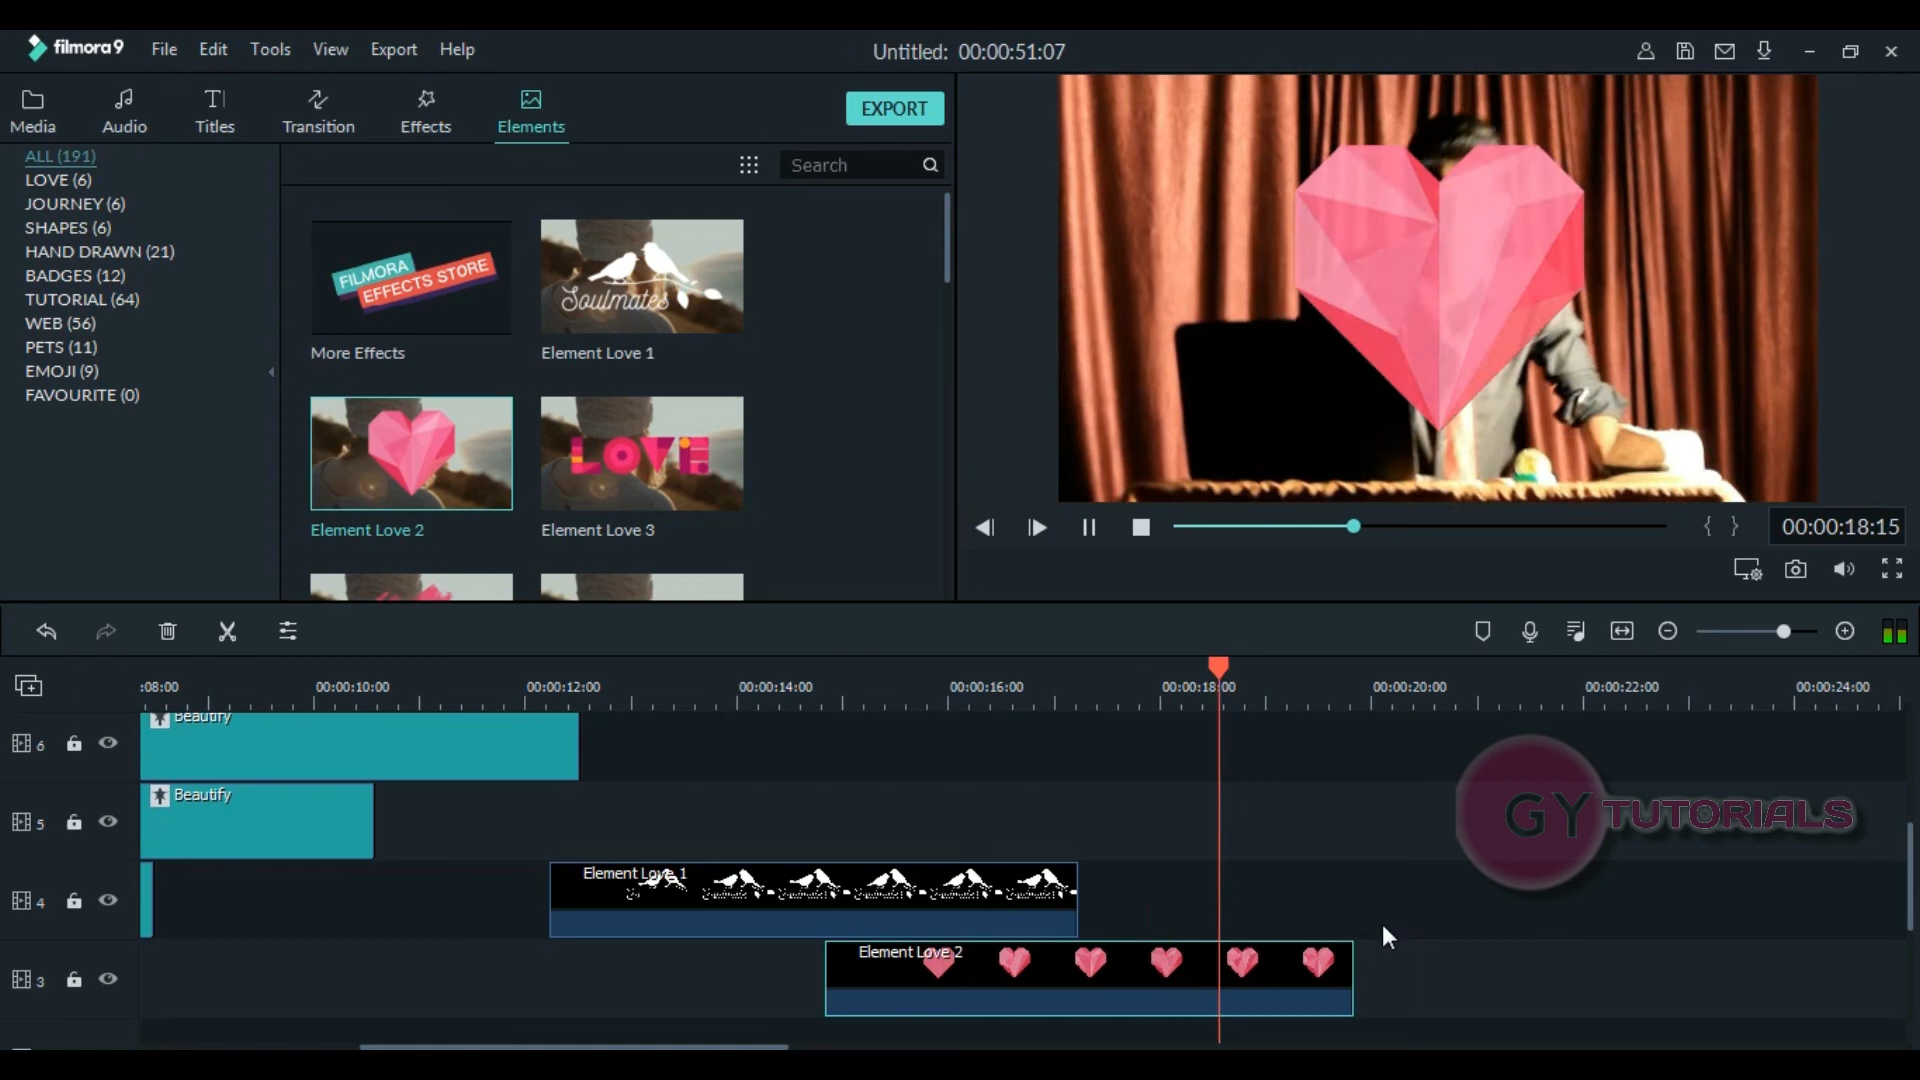 filmora9 File Edit Tools View Export Help
Untitled: 00:00:51:07
Media Audio Titles Transition Effects Elements
EXPORT
ALL (191)
LOVE (6)
JOURNEY (6)
SHAPES (6)
HAND DRAWN (21)
BADGES (12)
TUTORIAL (64)
WEB (56)
PETS (11)
EMOJI (9)
FAVOURITE (0)
Search
FILMORA
EFFECTS STORE
More Effects
Soulmates
Element Love 1
Element Love 2
LOVE
Element Love 3
{ } 00:00:18:15
:08:00 00:00:10:00 00:00:12:00 00:00:14:00 00:00:16:00 00:00:18:00 00:00:20:00 00:00:22:00 00:00:24:00
6 Beautify
5 Beautify
4 Element Love 1
3 Element Love 2
GY TUTORIALS